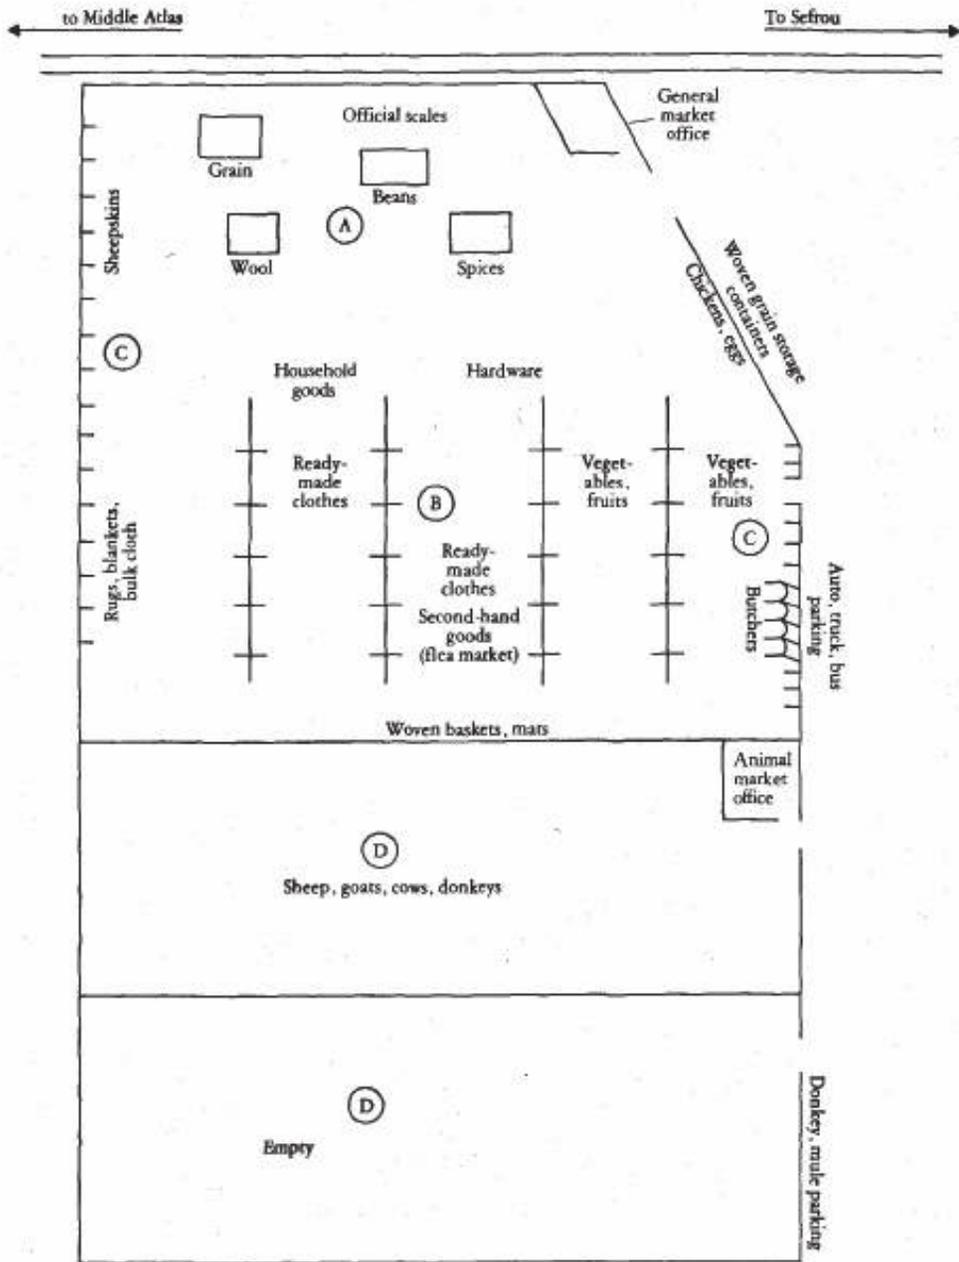 to Middle Atlas
To Sefrou
General
market
office
Official scales
Grain
Beans
A
Wool
Spices
Sheepskins
Woven grain storage
containers
Chickens, eggs
C
Household
goods
Hardware
Ready-
made
clothes
B
Veget-
ables,
fruits
Veget-
ables,
fruits
C
Rugs, blankets,
bulk cloth
Ready-
made
clothes
Second-hand
goods
(flea market)
Butchers
Auto, truck, bus
parking
Woven baskets, mats
Animal
market
office
D
Sheep, goats, cows, donkeys
D
Empty
Donkey, mule parking